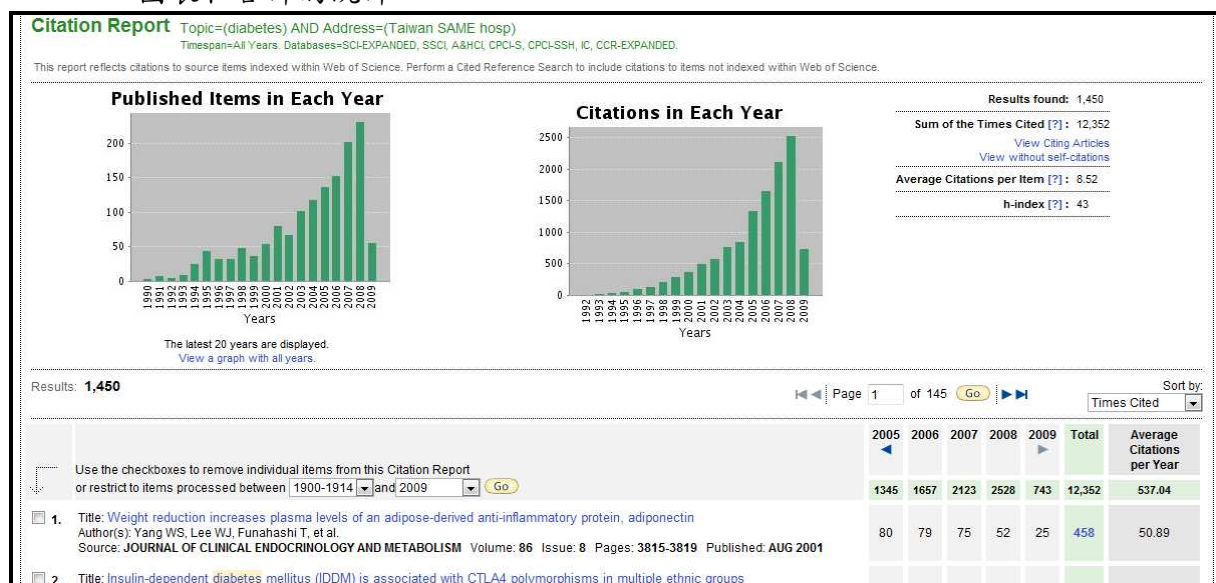 Citation Report Topic=(diabetes) AND Address=(Taiwan SAME hosp)
Timespan=All Years. Databases=SCI-EXPANDED, SSCI, A&HCI, CPCI-S, CPCI-SSH, IC, CCR-EXPANDED.
This report reflects citations to source items indexed within Web of Science. Perform a Cited Reference Search to include citations to items not indexed within Web of Science.
Published Items in Each Year
200
150
100
50
0
1990 1991 1992 1993 1994 1995 1996 1997 1998 1999 2000 2001 2002 2003 2004 2005 2006 2007 2008 2009
Years
The latest 20 years are displayed.
View a graph with all years.
Citations in Each Year
2500
2000
1500
1000
500
0
1992 1993 1994 1995 1996 1997 1998 1999 2000 2001 2002 2003 2004 2005 2006 2007 2008 2009
Years
Results found: 1,450
Sum of the Times Cited [?] : 12,352
View Citing Articles
View without self-citations
Average Citations per Item [?] : 8.52
h-index [?] : 43
Results: 1,450
Page 1 of 145 Go
Sort by:
Times Cited
2005 2006 2007 2008 2009 Total Average Citations per Year
Use the checkboxes to remove individual items from this Citation Report
or restrict to items processed between 1900-1914 and 2009 Go
1345 1657 2123 2528 743 12,352 537.04
1. Title: Weight reduction increases plasma levels of an adipose-derived anti-inflammatory protein, adiponectin
Author(s): Yang WS, Lee WJ, Funahashi T, et al.
Source: JOURNAL OF CLINICAL ENDOCRINOLOGY AND METABOLISM Volume: 86 Issue: 8 Pages: 3815-3819 Published: AUG 2001
80 79 75 52 25 458 50.89
2. Title: Insulin-dependent diabetes mellitus (IDDM) is associated with CTLA4 polymorphisms in multiple ethnic groups